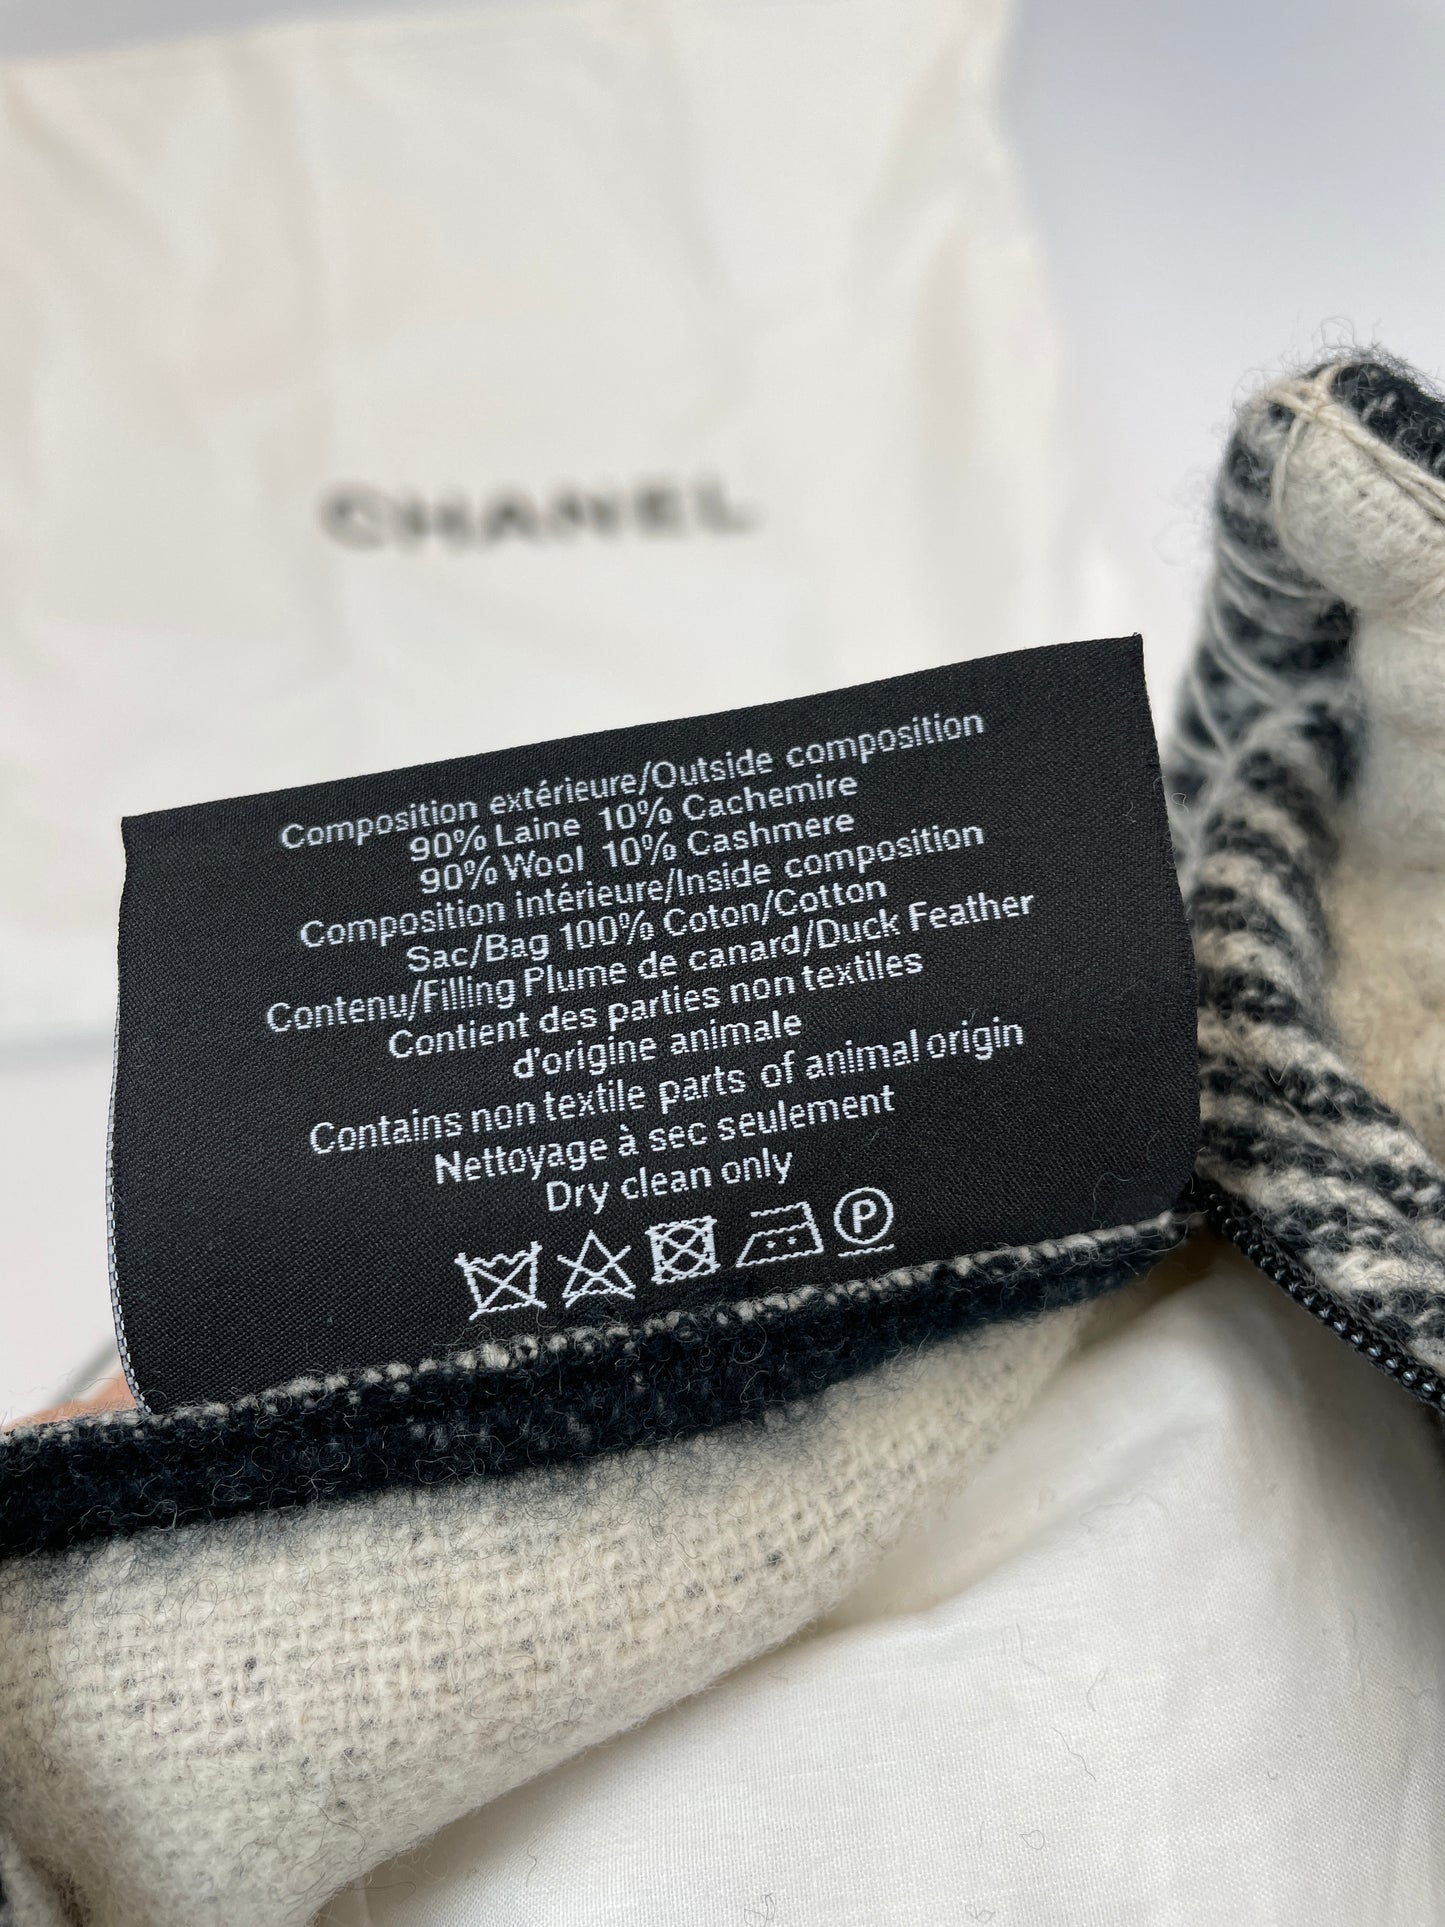 CHANEL
Composition extérieure/Outside composition
90% Laine 10% Cachemire
90% Wool 10% Cashmere
Composition intérieure/Inside composition
Sac/Bag 100% Coton/Cotton
Contenu/Filling Plume de canard/Duck Feather
Contient des parties non textiles
d'origine animale
Contains non textile parts of animal origin
Nettoyage à sec seulement
Dry clean only
P